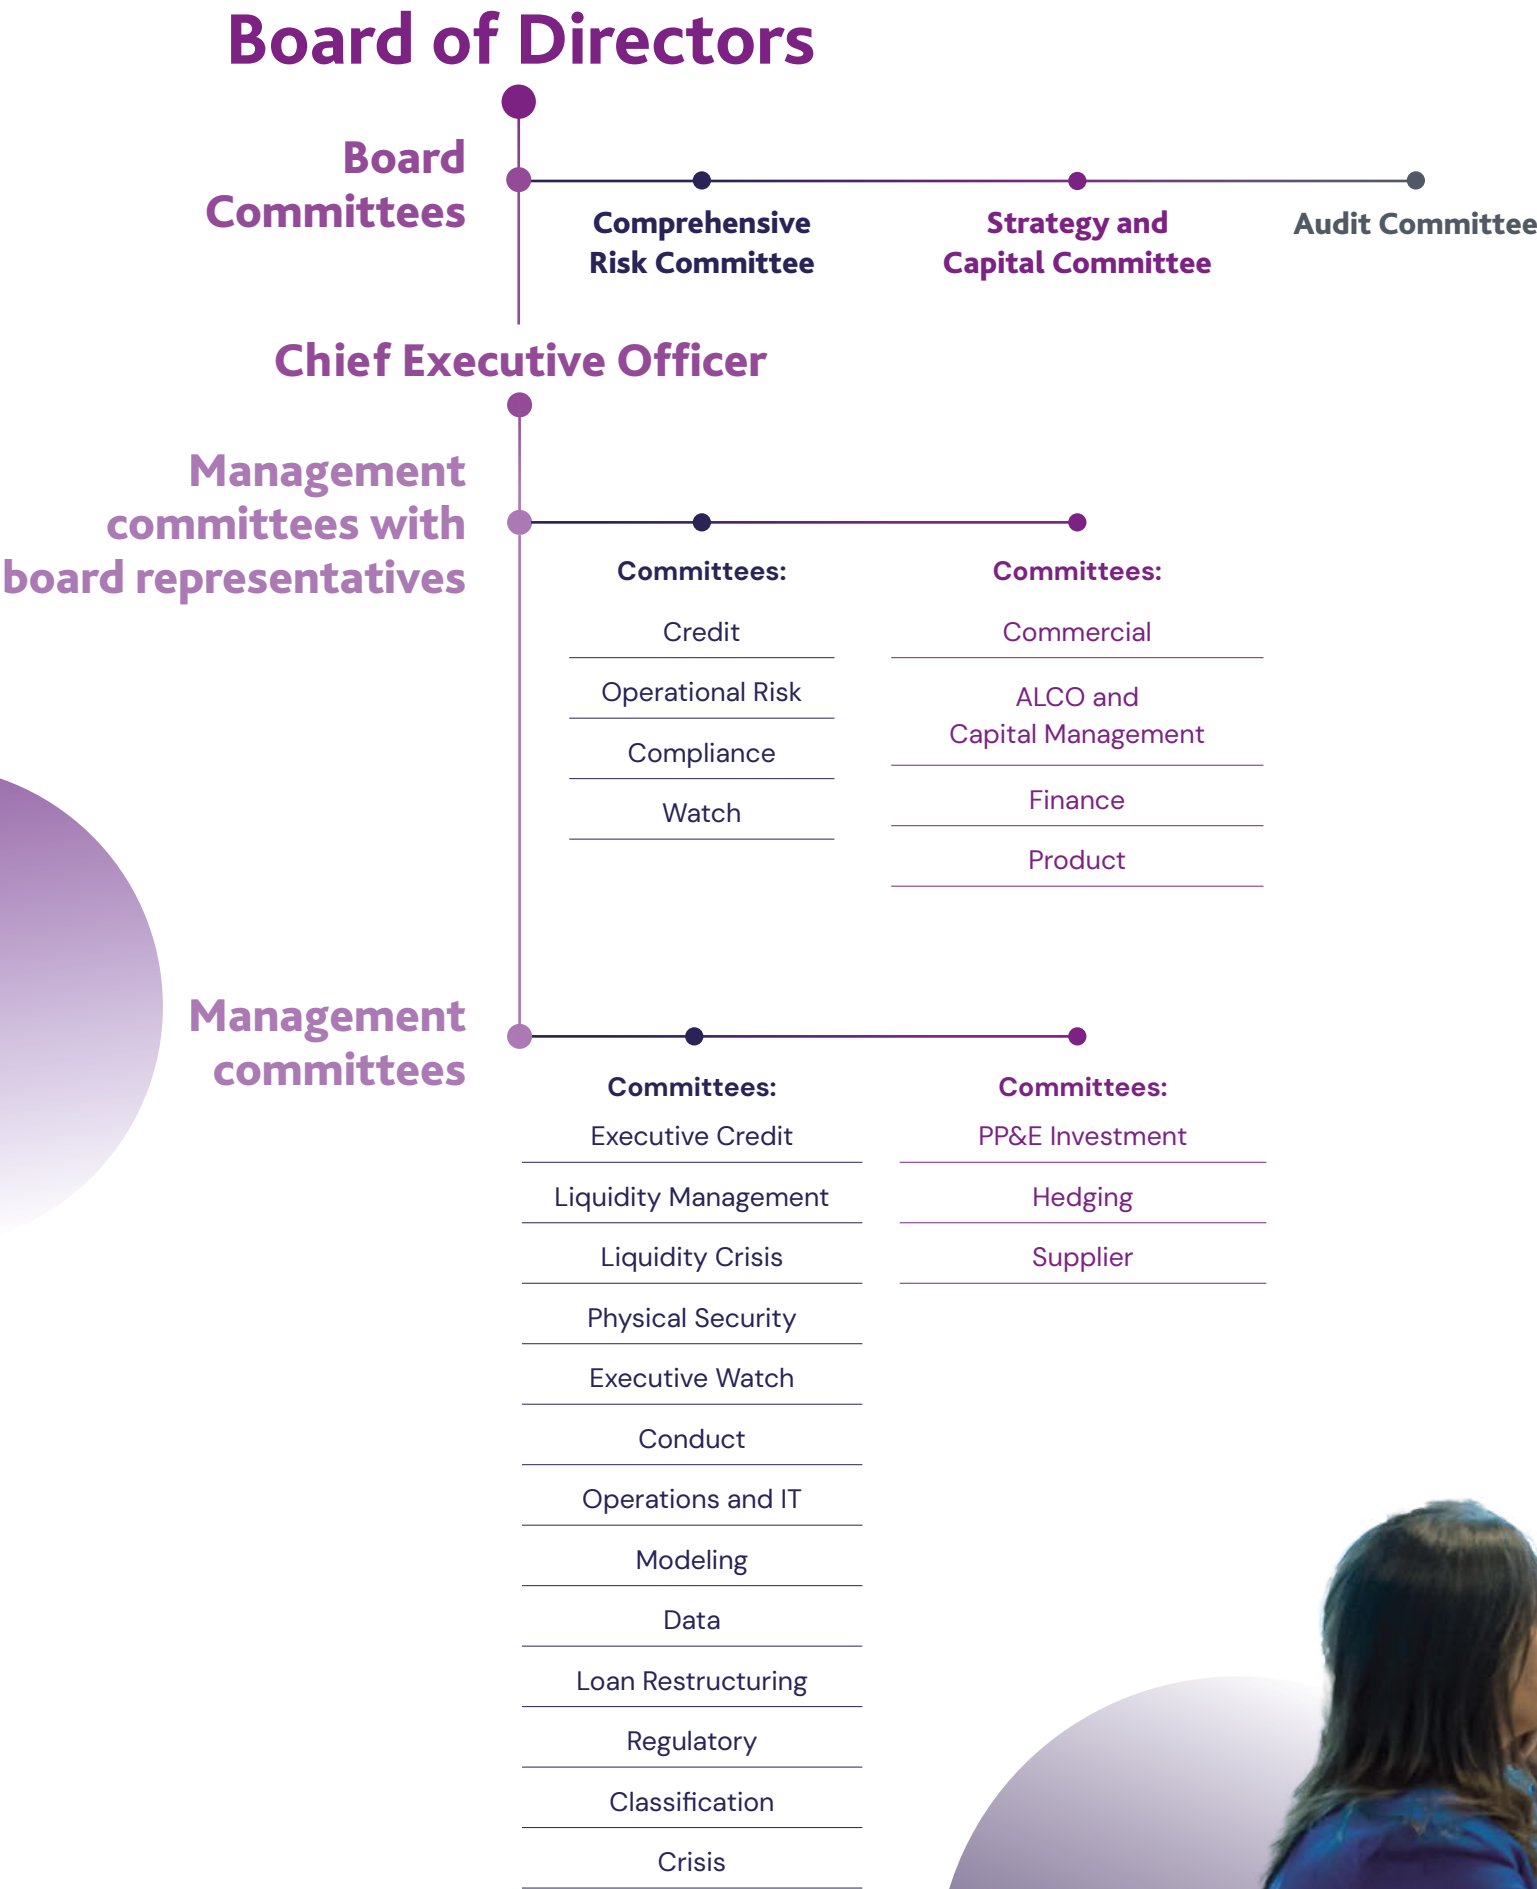 Board of Directors
Board
Committees
Comprehensive
Risk Committee
Strategy and
Capital Committee
Audit Committee
Chief Executive Officer
Management
committees with
board representatives
Committees:
Credit
Operational Risk
Compliance
Watch
Committees:
Commercial
ALCO and
Capital Management
Finance
Product
Management
committees
Committees:
Executive Credit
Liquidity Management
Liquidity Crisis
Physical Security
Executive Watch
Conduct
Operations and IT
Modeling
Data
Loan Restructuring
Regulatory
Classification
Crisis
Committees:
PP&E Investment
Hedging
Supplier